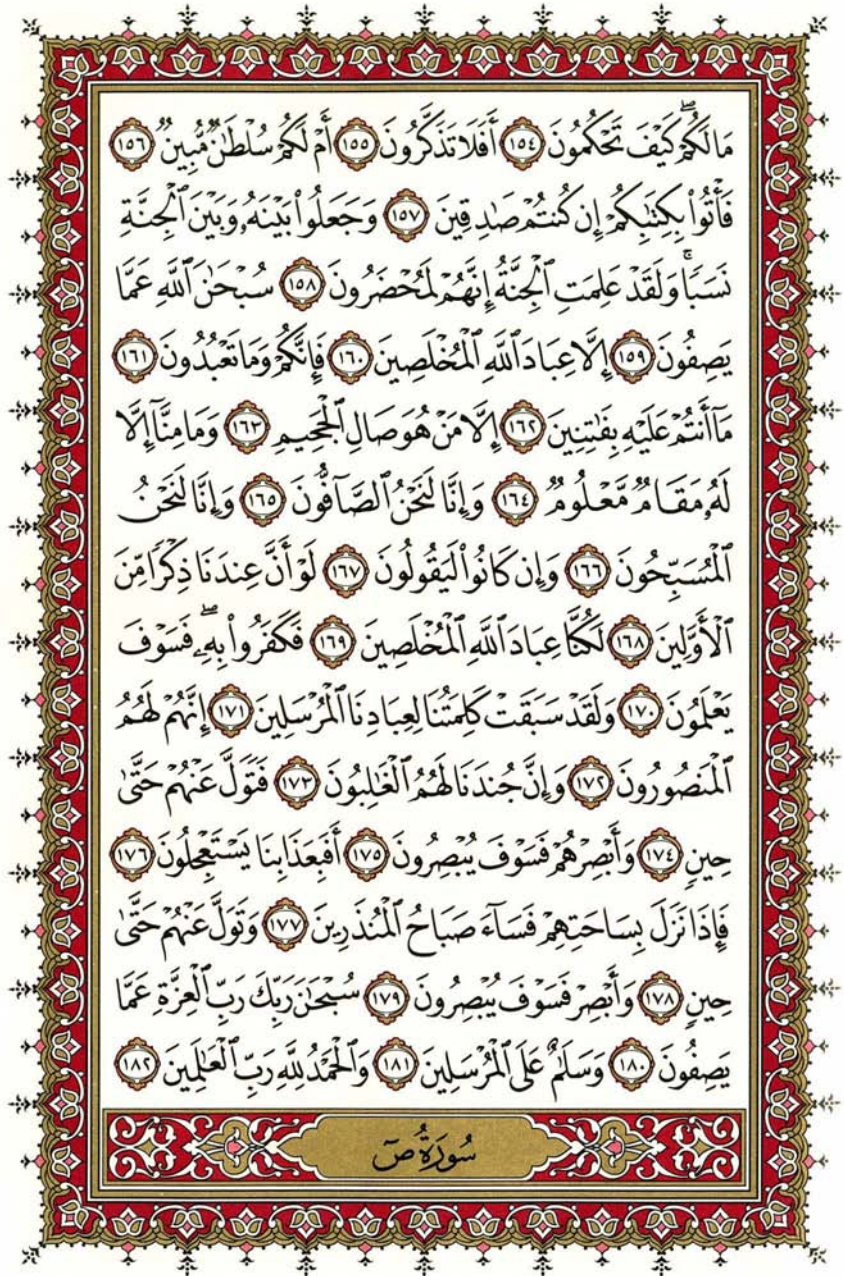 مَا لَكُمْ كَيْفَ تَحْكُمُونَ ١٥٤ أَفَلَا تَذَكَّرُونَ ١٥٥ أَمْ لَكُمْ سُلْطَٰنٌ مُّبِينٌ ١٥٦
فَأْتُوا۟ بِكِتَٰبِكُمْ إِن كُنتُمْ صَٰدِقِينَ ١٥٧ وَجَعَلُوا۟ بَيْنَهُۥ وَبَيْنَ ٱلْجِنَّةِ
نَسَبًا ۚ وَلَقَدْ عَلِمَتِ ٱلْجِنَّةُ إِنَّهُمْ لَمُحْضَرُونَ ١٥٨ سُبْحَٰنَ ٱللَّهِ عَمَّا
يَصِفُونَ ١٥٩ إِلَّا عِبَادَ ٱللَّهِ ٱلْمُخْلَصِينَ ١٦٠ فَإِنَّكُمْ وَمَا تَعْبُدُونَ ١٦١
مَآ أَنتُمْ عَلَيْهِ بِفَٰتِنِينَ ١٦٢ إِلَّا مَنْ هُوَ صَالِ ٱلْجَحِيمِ ١٦٣ وَمَا مِنَّآ إِلَّا
لَهُۥ مَقَامٌ مَّعْلُومٌ ١٦٤ وَإِنَّا لَنَحْنُ ٱلصَّآفُّونَ ١٦٥ وَإِنَّا لَنَحْنُ
ٱلْمُسَبِّحُونَ ١٦٦ وَإِن كَانُوا۟ لَيَقُولُونَ ١٦٧ لَوْ أَنَّ عِندَنَا ذِكْرًا مِّنَ
ٱلْأَوَّلِينَ ١٦٨ لَكُنَّا عِبَادَ ٱللَّهِ ٱلْمُخْلَصِينَ ١٦٩ فَكَفَرُوا۟ بِهِۦ ۖ فَسَوْفَ
يَعْلَمُونَ ١٧٠ وَلَقَدْ سَبَقَتْ كَلِمَتُنَا لِعِبَادِنَا ٱلْمُرْسَلِينَ ١٧١ إِنَّهُمْ لَهُمُ
ٱلْمَنصُورُونَ ١٧٢ وَإِنَّ جُندَنَا لَهُمُ ٱلْغَٰلِبُونَ ١٧٣ فَتَوَلَّ عَنْهُمْ حَتَّىٰ
حِينٍ ١٧٤ وَأَبْصِرْهُمْ فَسَوْفَ يُبْصِرُونَ ١٧٥ أَفَبِعَذَابِنَا يَسْتَعْجِلُونَ ١٧٦
فَإِذَا نَزَلَ بِسَاحَتِهِمْ فَسَآءَ صَبَاحُ ٱلْمُنذَرِينَ ١٧٧ وَتَوَلَّ عَنْهُمْ حَتَّىٰ
حِينٍ ١٧٨ وَأَبْصِرْ فَسَوْفَ يُبْصِرُونَ ١٧٩ سُبْحَٰنَ رَبِّكَ رَبِّ ٱلْعِزَّةِ عَمَّا
يَصِفُونَ ١٨٠ وَسَلَٰمٌ عَلَى ٱلْمُرْسَلِينَ ١٨١ وَٱلْحَمْدُ لِلَّهِ رَبِّ ٱلْعَٰلَمِينَ ١٨٢
سُورَةُ صٓ